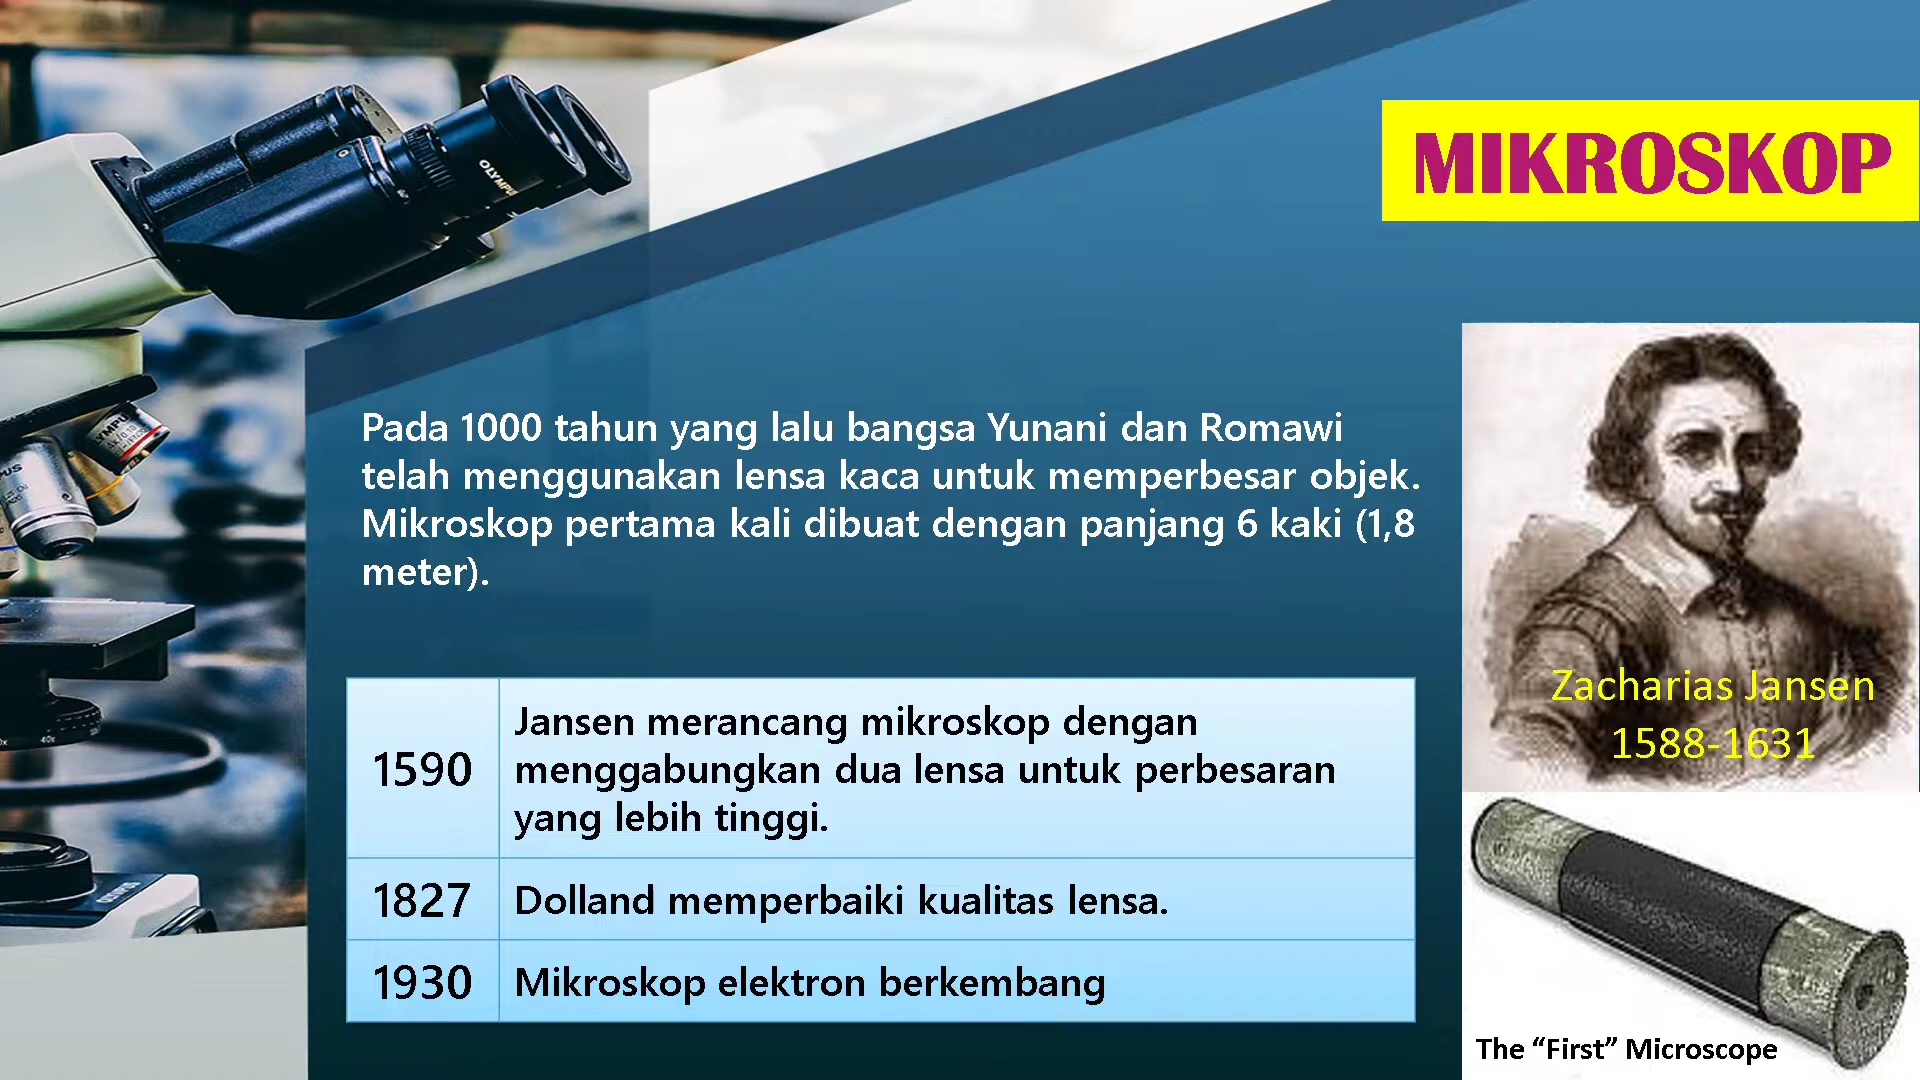 MIKROSKOP
Pada 1000 tahun yang lalu bangsa Yunani dan Romawi
telah menggunakan lensa kaca untuk memperbesar objek.
Mikroskop pertama kali dibuat dengan panjang 6 kaki (1,8
meter).
1590
Jansen merancang mikroskop dengan
menggabungkan dua lensa untuk perbesaran
yang lebih tinggi.
1827
Dolland memperbaiki kualitas lensa.
1930
Mikroskop elektron berkembang
Zacharias Jansen
1588-1631
The “First” Microscope
OLYMPUS
40x